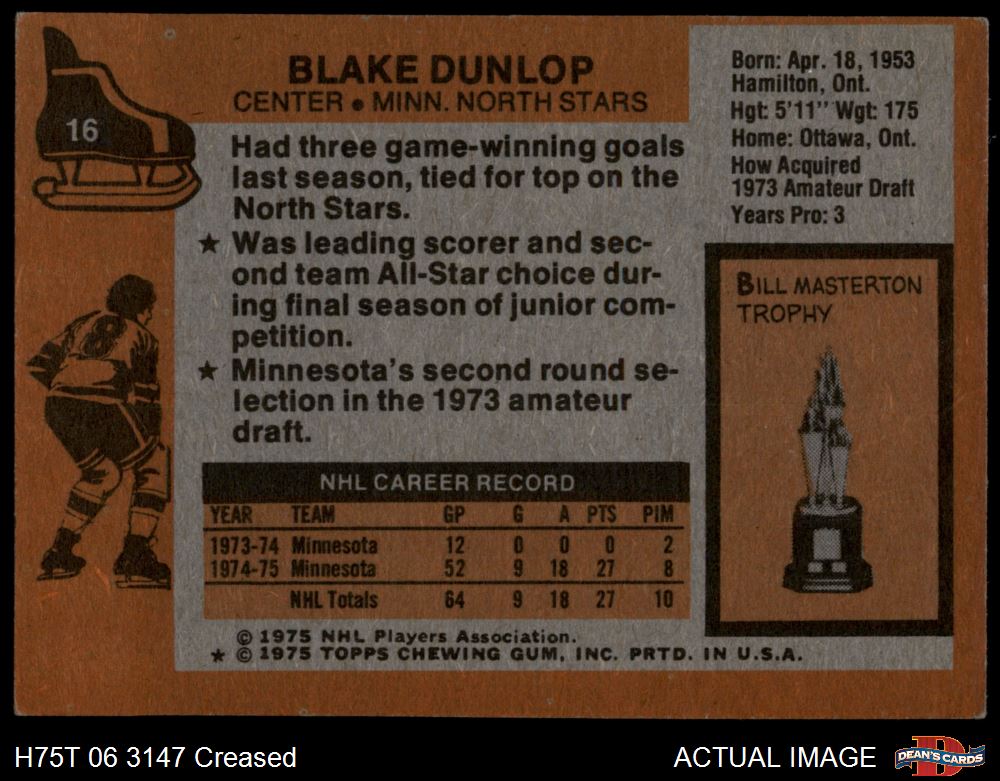 16
BLAKE DUNLOP
CENTER ● MINN. NORTH STARS
Had three game-winning goals
last season, tied for top on the
North Stars.
★ Was leading scorer and sec-
ond team All-Star choice dur-
ing final season of junior com-
petition.
★ Minnesota's second round se-
lection in the 1973 amateur
draft.
Born: Apr. 18, 1953
Hamilton, Ont.
Hgt: 5'11" Wgt: 175
Home: Ottawa, Ont.
How Acquired
1973 Amateur Draft
Years Pro: 3
BILL MASTERTON
TROPHY
8
NHL CAREER RECORD
YEAR TEAM GP G A PTS PIM
1973-74 Minnesota 12 0 0 0 2
1974-75 Minnesota 52 9 18 27 8
NHL Totals 64 9 18 27 10
© 1975 NHL Players Association.
★ © 1975 TOPPS CHEWING GUM, INC. PRTD. IN U.S.A.
H75T 06 3147 Creased
ACTUAL IMAGE
D
DEAN'S CARDS